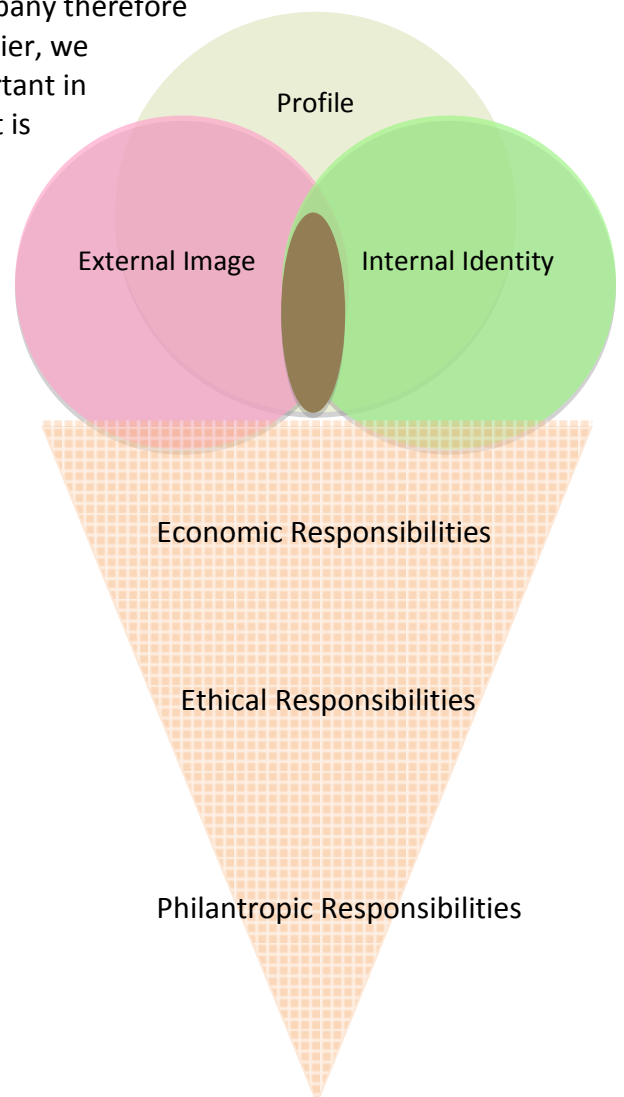 pany therefore
ier, we
rtant in
t is
Profile
External Image Internal Identity
Economic Responsibilities
Ethical Responsibilities
Philantropic Responsibilities